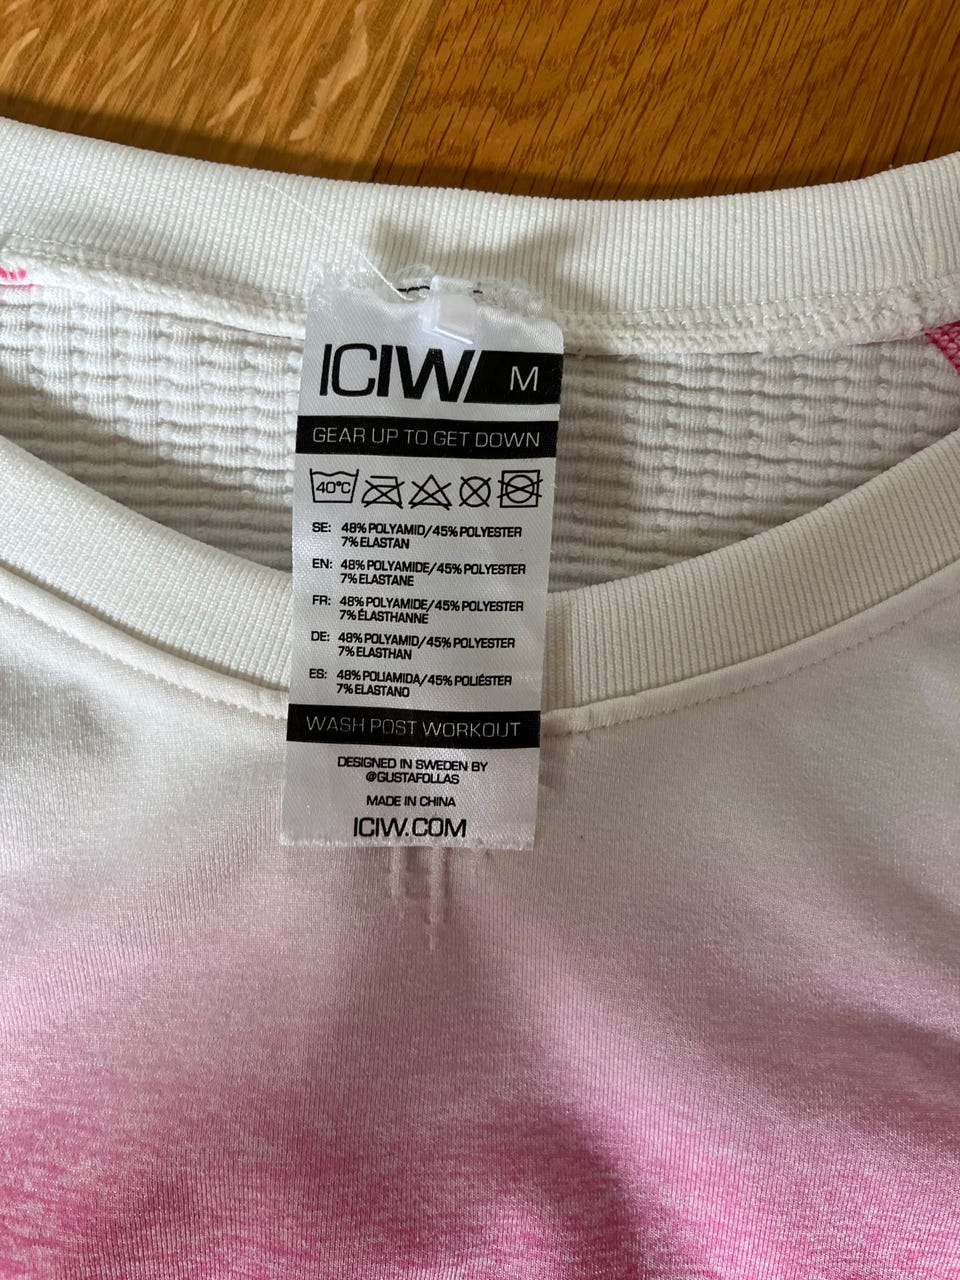 ICIW M
GEAR UP TO GET DOWN
40°C
SE: 48% POLYAMID/45% POLYESTER
7% ELASTAN
EN: 48% POLYAMIDE/45% POLYESTER
7% ELASTANE
FR: 48% POLYAMIDE/45% POLYESTER
7% ÉLASTHANNE
DE: 48% POLYAMID/45% POLYESTER
7% ELASTHAN
ES: 48% POLIAMIDA/45% POLIÉSTER
7% ELASTANO
WASH POST WORKOUT
DESIGNED IN SWEDEN BY
@GUSTAFOLLAS
MADE IN CHINA
ICIW.COM